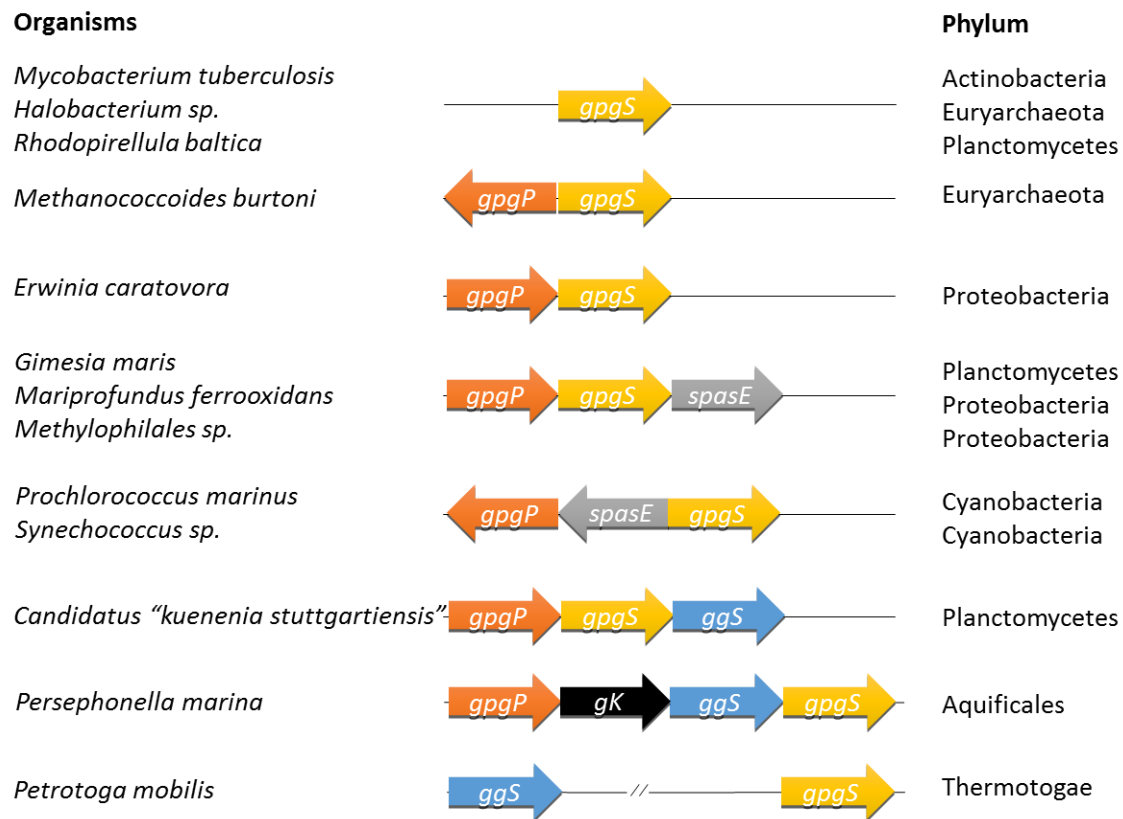 Organisms Phylum
Mycobacterium tuberculosis Actinobacteria
Halobacterium sp. gpgS Euryarchaeota
Rhodopirellula baltica Planctomycetes
Methanococcoides burtoni gpgP gpgS Euryarchaeota
Erwinia caratovora gpgP gpgS Proteobacteria
Gimesia maris Planctomycetes
Mariprofundus ferrooxidans gpgP gpgS spasE Proteobacteria
Methylophilales sp. Proteobacteria
Prochlorococcus marinus Cyanobacteria
Synechococcus sp. gpgP spasE gpgS Cyanobacteria
Candidatus “kuenenia stuttgartiensis” gpgP gpgS ggS Planctomycetes
Persephonella marina gpgP gK ggS gpgS Aquificales
Petrotoga mobilis ggS // gpgS Thermotogae